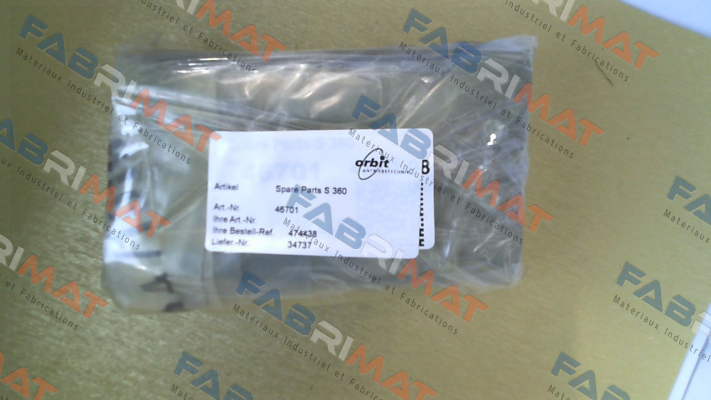 orbit
ANTRIEBSTECHNIK
Artikel Spare Parts S 360
Art.-Nr. 46701
Ihre Art.-Nr.
Ihre Bestell-Ref. 474438
Liefer.-Nr. 34737
FABRIMAT
Matériaux Industriel et Fabrications